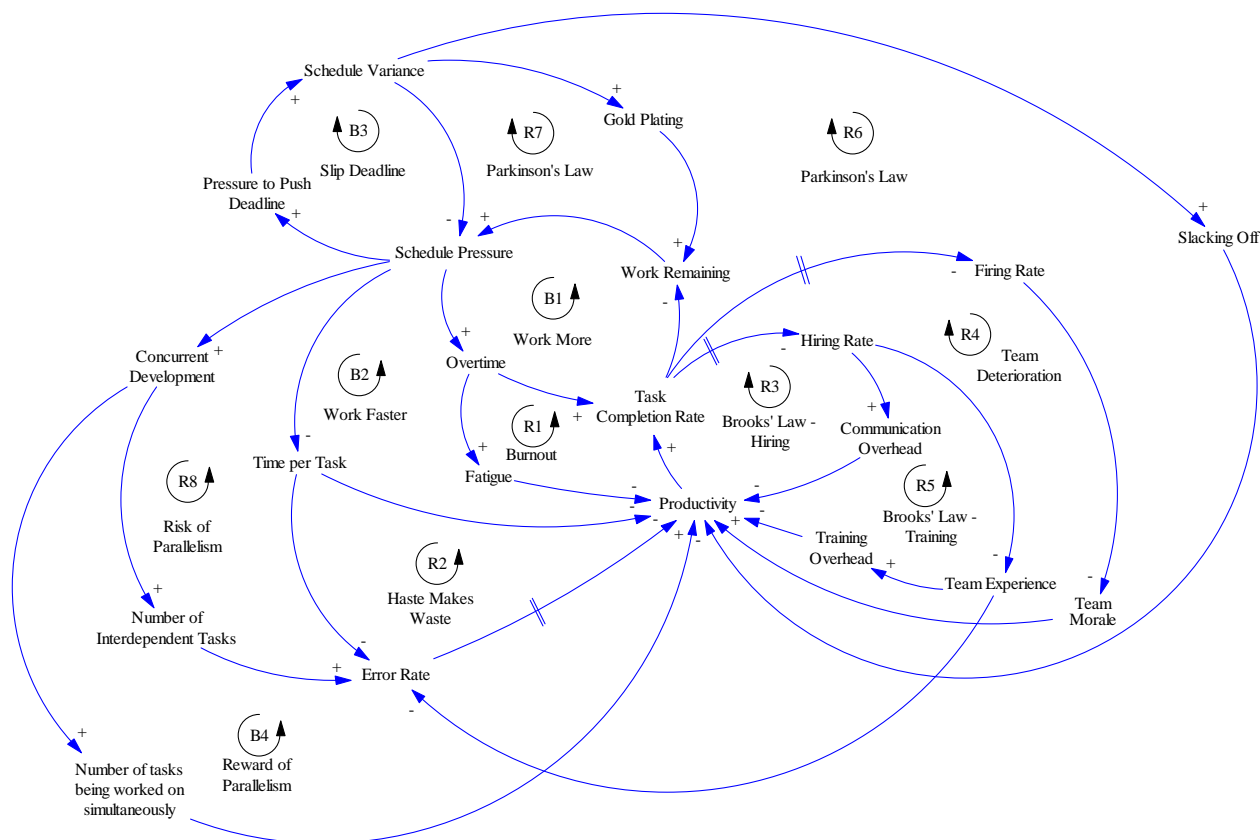 Schedule Variance
+
+
Gold Plating
B3
Slip Deadline
R7
Parkinson's Law
R6
Parkinson's Law
Pressure to Push
Deadline
+
-
+
Schedule Pressure
+
Work Remaining
-
+
Slacking Off
-
Firing Rate
B1
Work More
+
Overtime
Concurrent
Development
+
B2
Work Faster
-
Hiring Rate
R4
Team
Deterioration
Task
Completion Rate
+
+
R3
Brooks' Law -
Hiring
+
Communication
Overhead
R1
Burnout
-
Time per Task
+
Fatigue
R8
Risk of
Parallelism
-
-
-
Productivity
+
-
-
-
+
R5
Brooks' Law -
Training
Training
Overhead
+
-
Team Experience
-
Team
Morale
R2
Haste Makes
Waste
+
Number of
Interdependent Tasks
+
-
Error Rate
-
+
B4
Reward of
Parallelism
Number of tasks
being worked on
simultaneously